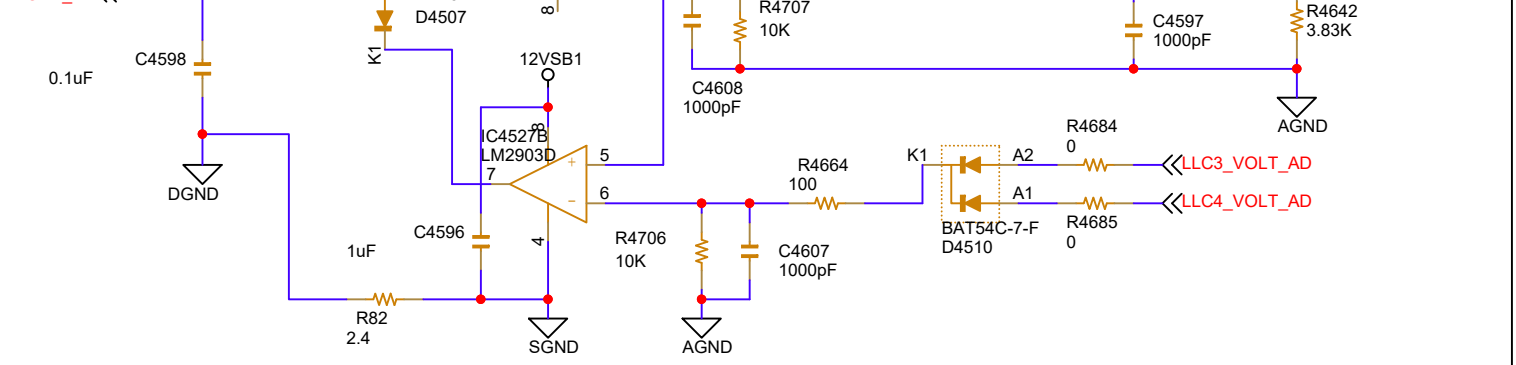 D4507
8
R4707
10K
C4597
1000pF
R4642
3.83K
K1
C4598
0.1uF
12VSB1
C4608
1000pF
AGND
R4684
0
8
IC4527B
LM2903D
+
5
7
6
−
R4664
100
K1
A2
A1
LLC3_VOLT_AD
LLC4_VOLT_AD
DGND
R4685
0
BAT54C-7-F
D4510
C4596
1uF
4
R4706
10K
C4607
1000pF
R82
2.4
SGND
AGND